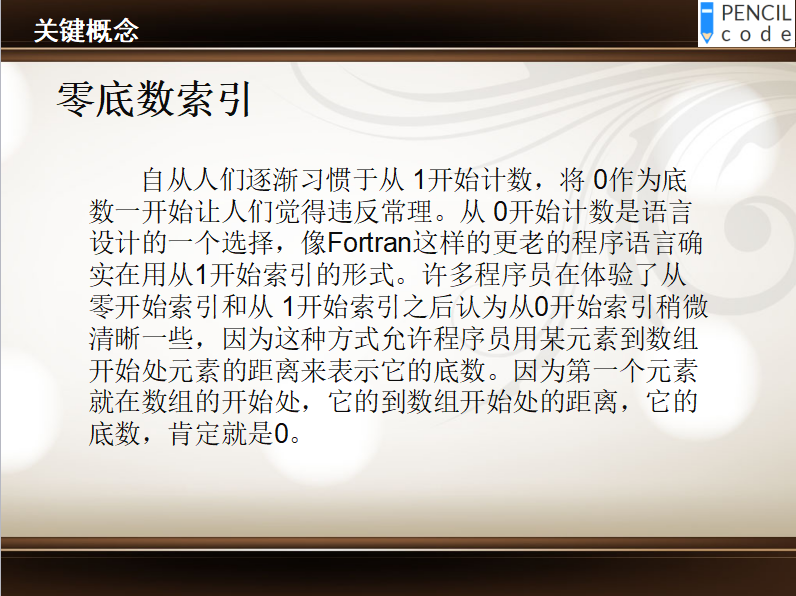 关键概念
PENCIL
code
零底数索引
自从人们逐渐习惯于从 1开始计数，将 0作为底
数一开始让人们觉得违反常理。从 0开始计数是语言
设计的一个选择，像Fortran这样的更老的程序语言确
实在用从1开始索引的形式。许多程序员在体验了从
零开始索引和从 1开始索引之后认为从0开始索引稍微
清晰一些，因为这种方式允许程序员用某元素到数组
开始处元素的距离来表示它的底数。因为第一个元素
就在数组的开始处，它的到数组开始处的距离，它的
底数，肯定就是0。